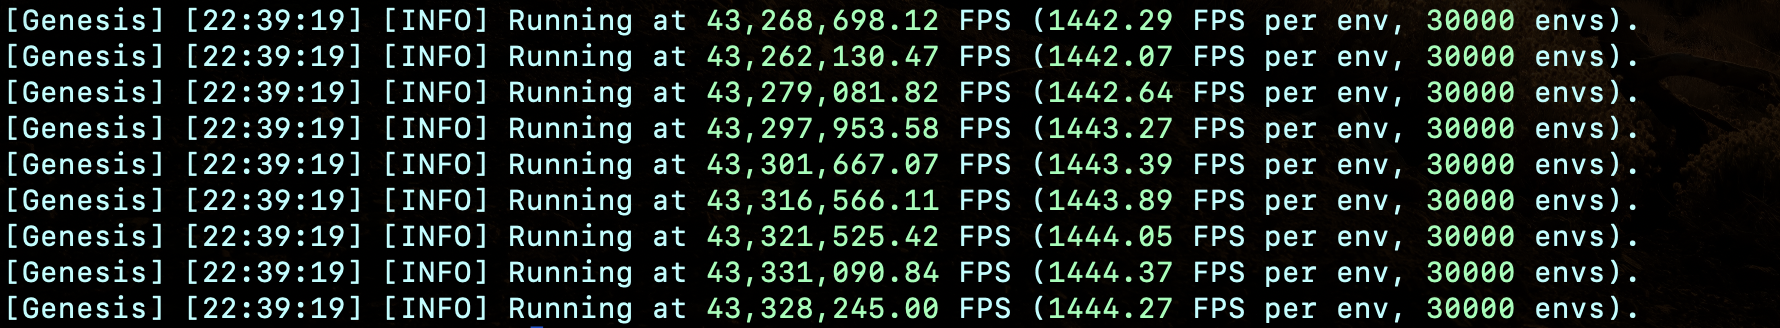 [Genesis] [22:39:19] [INFO] Running at 43,268,698.12 FPS (1442.29 FPS per env, 30000 envs).
[Genesis] [22:39:19] [INFO] Running at 43,262,130.47 FPS (1442.07 FPS per env, 30000 envs).
[Genesis] [22:39:19] [INFO] Running at 43,279,081.82 FPS (1442.64 FPS per env, 30000 envs).
[Genesis] [22:39:19] [INFO] Running at 43,297,953.58 FPS (1443.27 FPS per env, 30000 envs).
[Genesis] [22:39:19] [INFO] Running at 43,301,667.07 FPS (1443.39 FPS per env, 30000 envs).
[Genesis] [22:39:19] [INFO] Running at 43,316,566.11 FPS (1443.89 FPS per env, 30000 envs).
[Genesis] [22:39:19] [INFO] Running at 43,321,525.42 FPS (1444.05 FPS per env, 30000 envs).
[Genesis] [22:39:19] [INFO] Running at 43,331,090.84 FPS (1444.37 FPS per env, 30000 envs).
[Genesis] [22:39:19] [INFO] Running at 43,328,245.00 FPS (1444.27 FPS per env, 30000 envs).